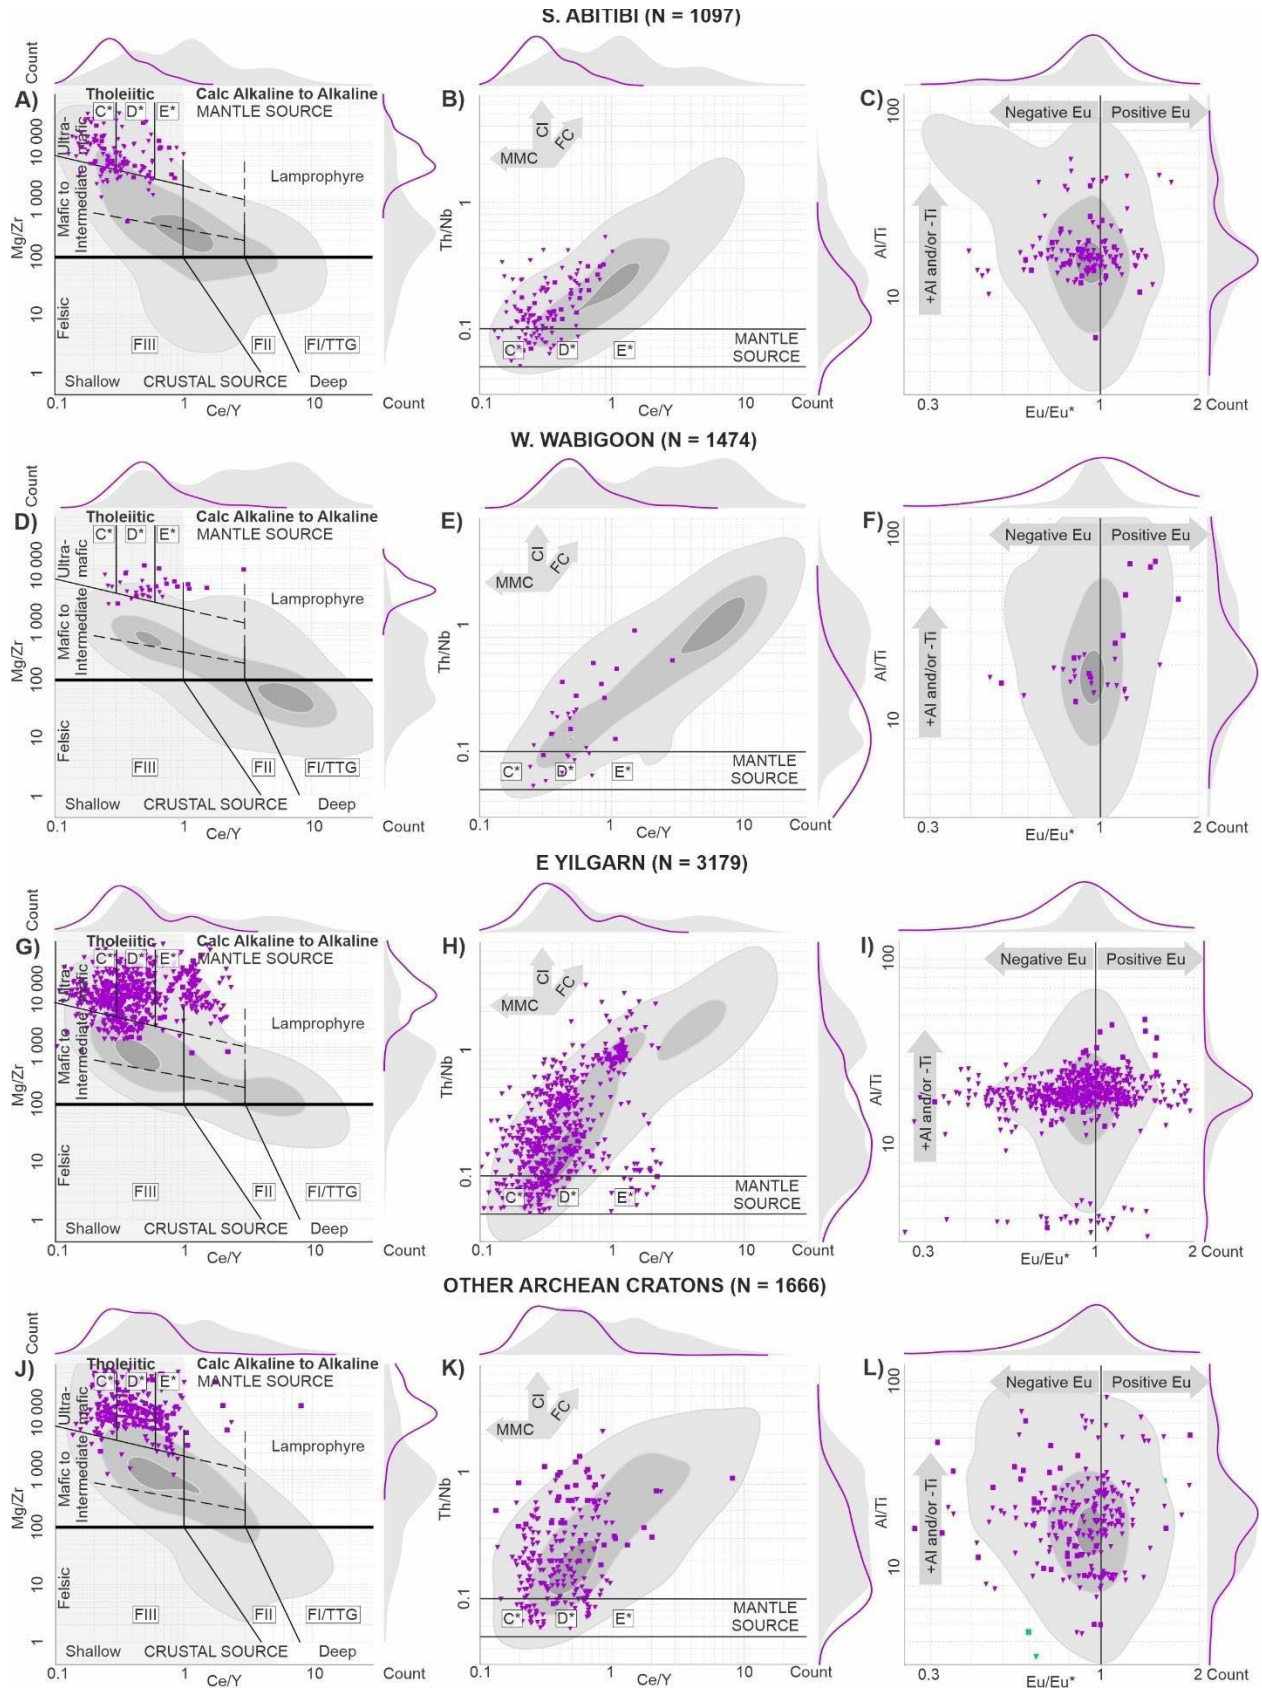 S. ABITIBI (N = 1097)
Count
A)
Tholeiitic
Calc Alkaline to Alkaline
C* D* E*
MANTLE SOURCE
Ultra-
mafic
Mafic to
Intermediate
Felsic
Lamprophyre
Mg/Zr
10 000
1 000
100
10
1
FIII FII FI/TTG
Shallow CRUSTAL SOURCE Deep
0.1 1 10
Ce/Y
Count
B)
CI
FC
MMC
Th/Nb
1
0.1
MANTLE
SOURCE
C* D* E*
0.1 1 10
Ce/Y
C)
Negative Eu Positive Eu
Al/Ti
100
10
+Al and/or -Ti
0.3 1 2 Count
Eu/Eu*
W. WABIGOON (N = 1474)
Count
D)
Tholeiitic
Calc Alkaline to Alkaline
C* D* E*
MANTLE SOURCE
Ultra-
mafic
Mafic to
Intermediate
Felsic
Lamprophyre
Mg/Zr
10 000
1 000
100
10
1
FIII FII FI/TTG
Shallow CRUSTAL SOURCE Deep
0.1 1 10
Ce/Y
Count
E)
CI
FC
MMC
Th/Nb
1
0.1
MANTLE
SOURCE
C* D* E*
0.1 1 10
Ce/Y
F)
Negative Eu Positive Eu
Al/Ti
100
10
+Al and/or -Ti
0.3 1 2 Count
Eu/Eu*
E YILGARN (N = 3179)
Count
G)
Tholeiitic
Calc Alkaline to Alkaline
C* D* E*
MANTLE SOURCE
Ultra-
mafic
Mafic to
Intermediate
Felsic
Lamprophyre
Mg/Zr
10 000
1 000
100
10
1
FIII FII FI/TTG
Shallow CRUSTAL SOURCE Deep
0.1 1 10
Ce/Y
Count
H)
CI
FC
MMC
Th/Nb
1
0.1
MANTLE
SOURCE
C* D* E*
0.1 1 10
Ce/Y
I)
Negative Eu Positive Eu
Al/Ti
100
10
+Al and/or -Ti
0.3 1 2 Count
Eu/Eu*
OTHER ARCHEAN CRATONS (N = 1666)
Count
J)
Tholeiitic
Calc Alkaline to Alkaline
C* D* E*
MANTLE SOURCE
Ultra-
mafic
Mafic to
Intermediate
Felsic
Lamprophyre
Mg/Zr
10 000
1 000
100
10
1
FIII FII FI/TTG
Shallow CRUSTAL SOURCE Deep
0.1 1 10
Ce/Y
Count
K)
CI
FC
MMC
Th/Nb
1
0.1
MANTLE
SOURCE
C* D* E*
0.1 1 10
Ce/Y
L)
Negative Eu Positive Eu
Al/Ti
100
10
+Al and/or -Ti
0.3 1 2 Count
Eu/Eu*